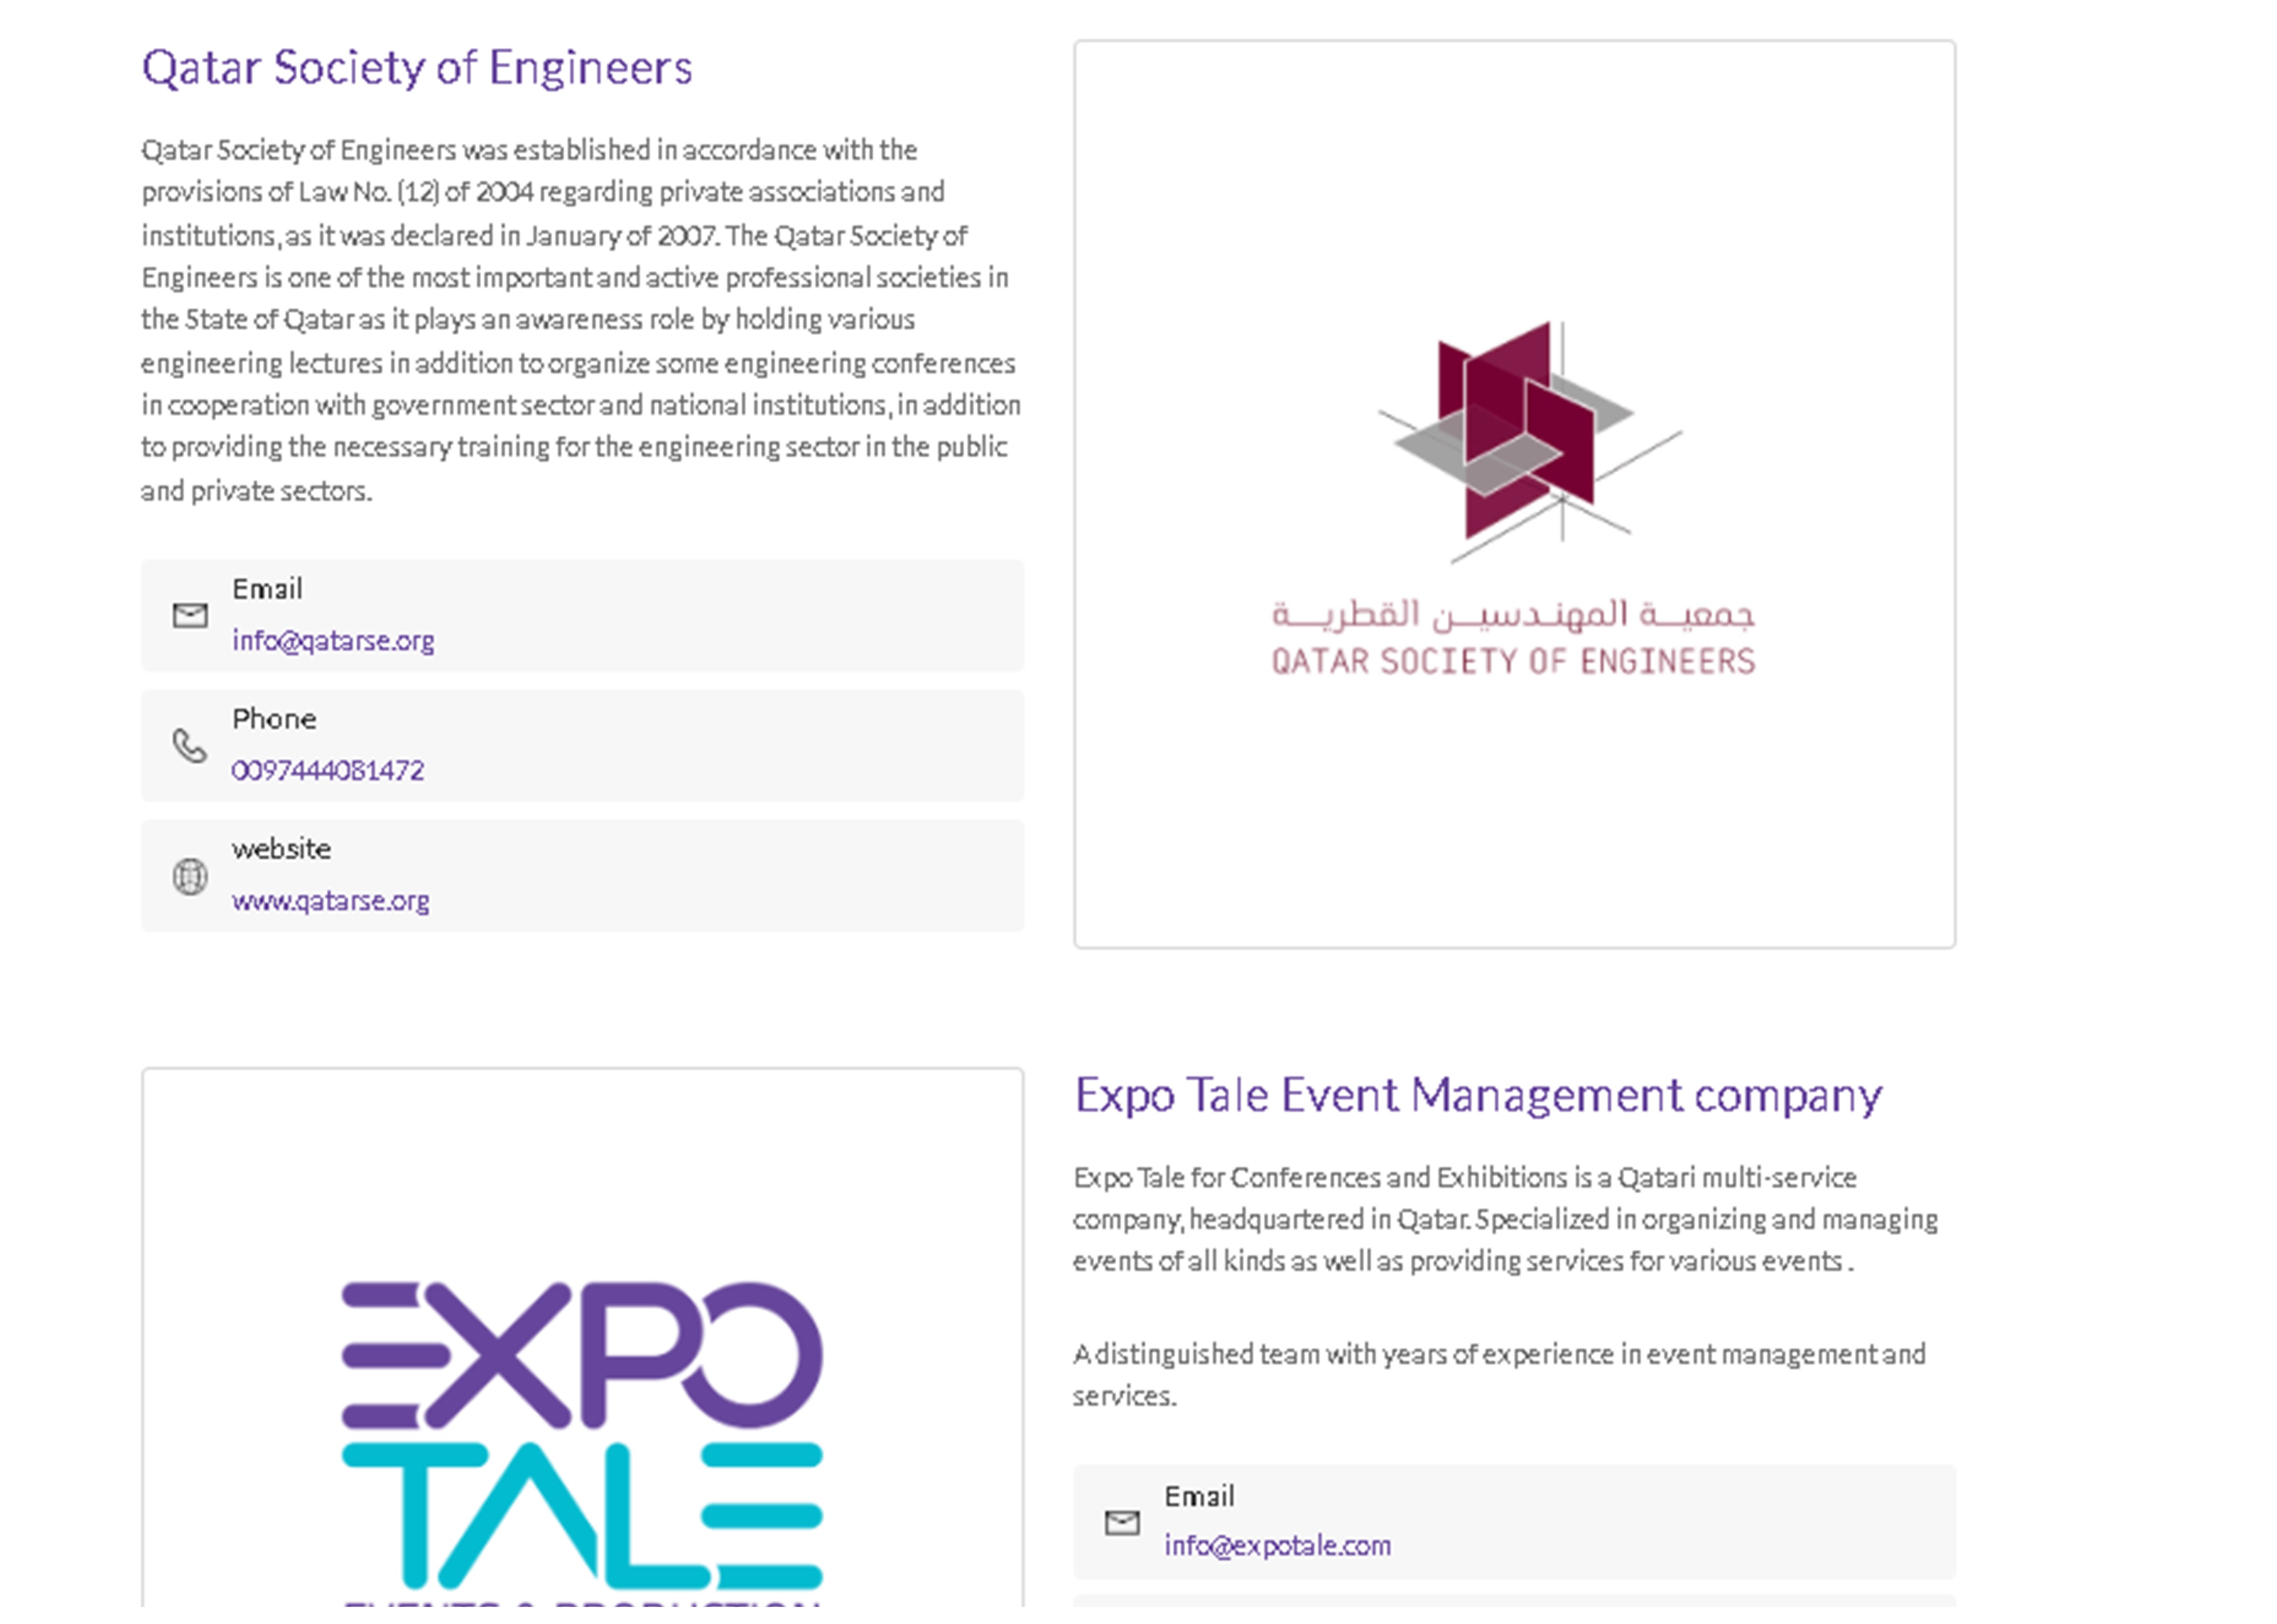 Qatar Society of Engineers
Qatar Society of Engineers was established in accordance with the
provisions of Law No. (12) of 2004 regarding private associations and
institutions, as it was declared in January of 2007. The Qatar Society of
Engineers is one of the most important and active professional societies in
the State of Qatar as it plays an awareness role by holding various
engineering lectures in addition to organize some engineering conferences
in cooperation with government sector and national institutions, in addition
to providing the necessary training for the engineering sector in the public
and private sectors.
Email
info@qatarse.org
Phone
0097444081472
website
www.qatarse.org
جمعيــة المهندسيــن القطريــة
QATAR SOCIETY OF ENGINEERS
EXPO
TALE
EVENTS & PRODUCTION
Expo Tale Event Management company
Expo Tale for Conferences and Exhibitions is a Qatari multi-service
company, headquartered in Qatar. Specialized in organizing and managing
events of all kinds as well as providing services for various events .
A distinguished team with years of experience in event management and
services.
Email
info@expotale.com